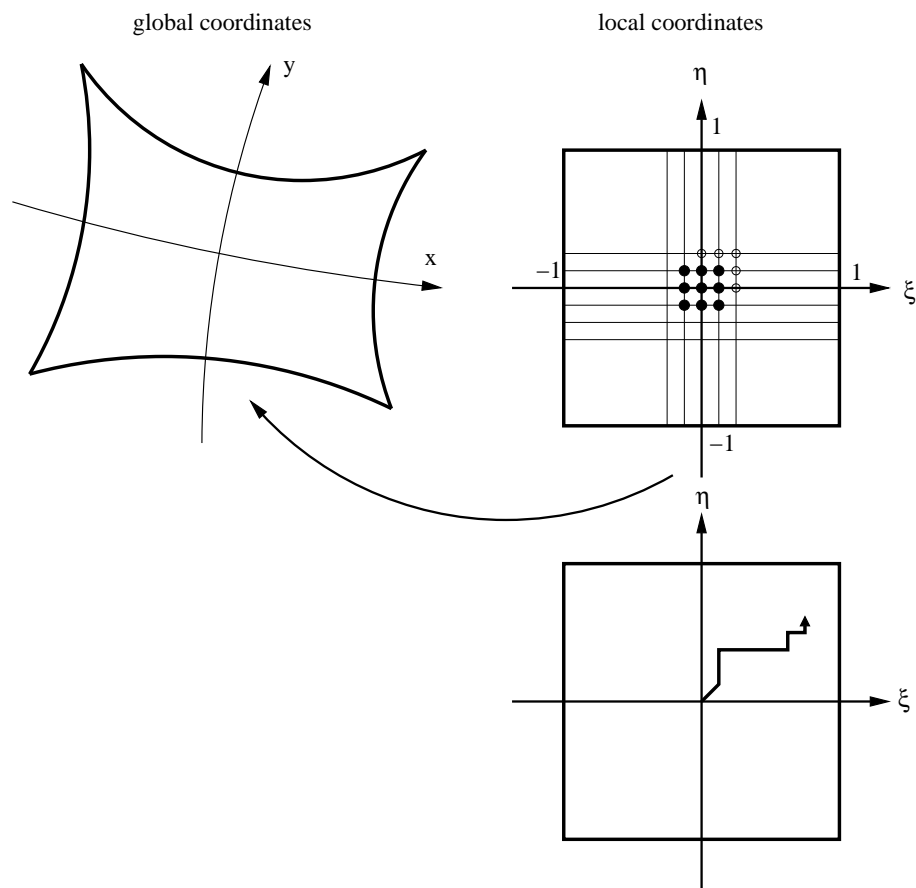 global coordinates
local coordinates
y
η
1
x
−1
1
ξ
−1
η
ξ